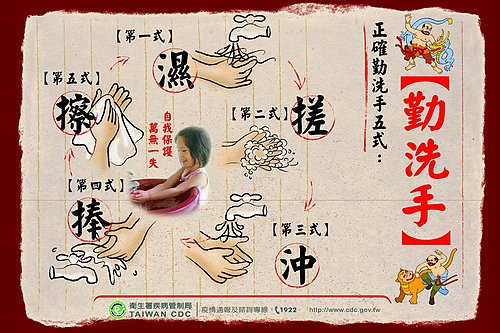 【勤洗手】
正確勤洗手五式：
【第一式】
濕
【第二式】
搓
【第三式】
沖
【第四式】
捧
【第五式】
擦
自我保護
萬無一失
衛生署疾病管制局
TAIWAN CDC
疫情通報及諮詢專線：1922
http://www.cdc.gov.tw